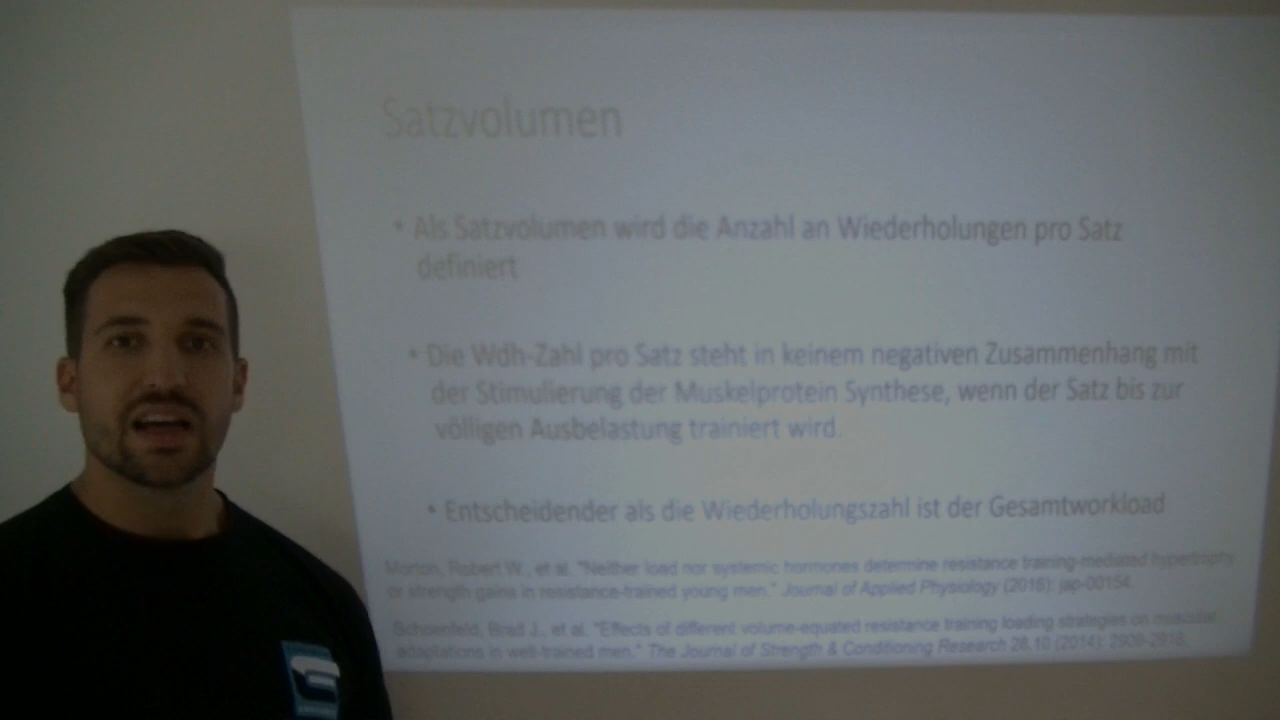 Satzvolumen
• Als Satzvolumen wird die Anzahl an Wiederholungen pro Satz
definiert
• Die Wdh-Zahl pro Satz steht in keinem negativen Zusammenhang mit
der Stimulierung der Muskelprotein Synthese, wenn der Satz bis zur
völligen Ausbelastung trainiert wird.
• Entscheidender als die Wiederholungszahl ist der Gesamtworkload
Morton, Robert W., et al. "Neither load nor systemic hormones determine resistance training-mediated hypertrophy
or strength gains in resistance-trained young men." Journal of Applied Physiology (2016): jap-00154.
Schoenfeld, Brad J., et al. "Effects of different volume-equated resistance training loading strategies on muscular
adaptations in well-trained men." The Journal of Strength & Conditioning Research 28.10 (2014): 2909-2918.